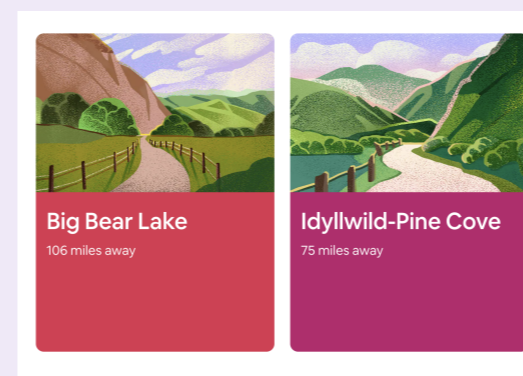 Big Bear Lake
106 miles away
Idyllwild-Pine Cove
75 miles away